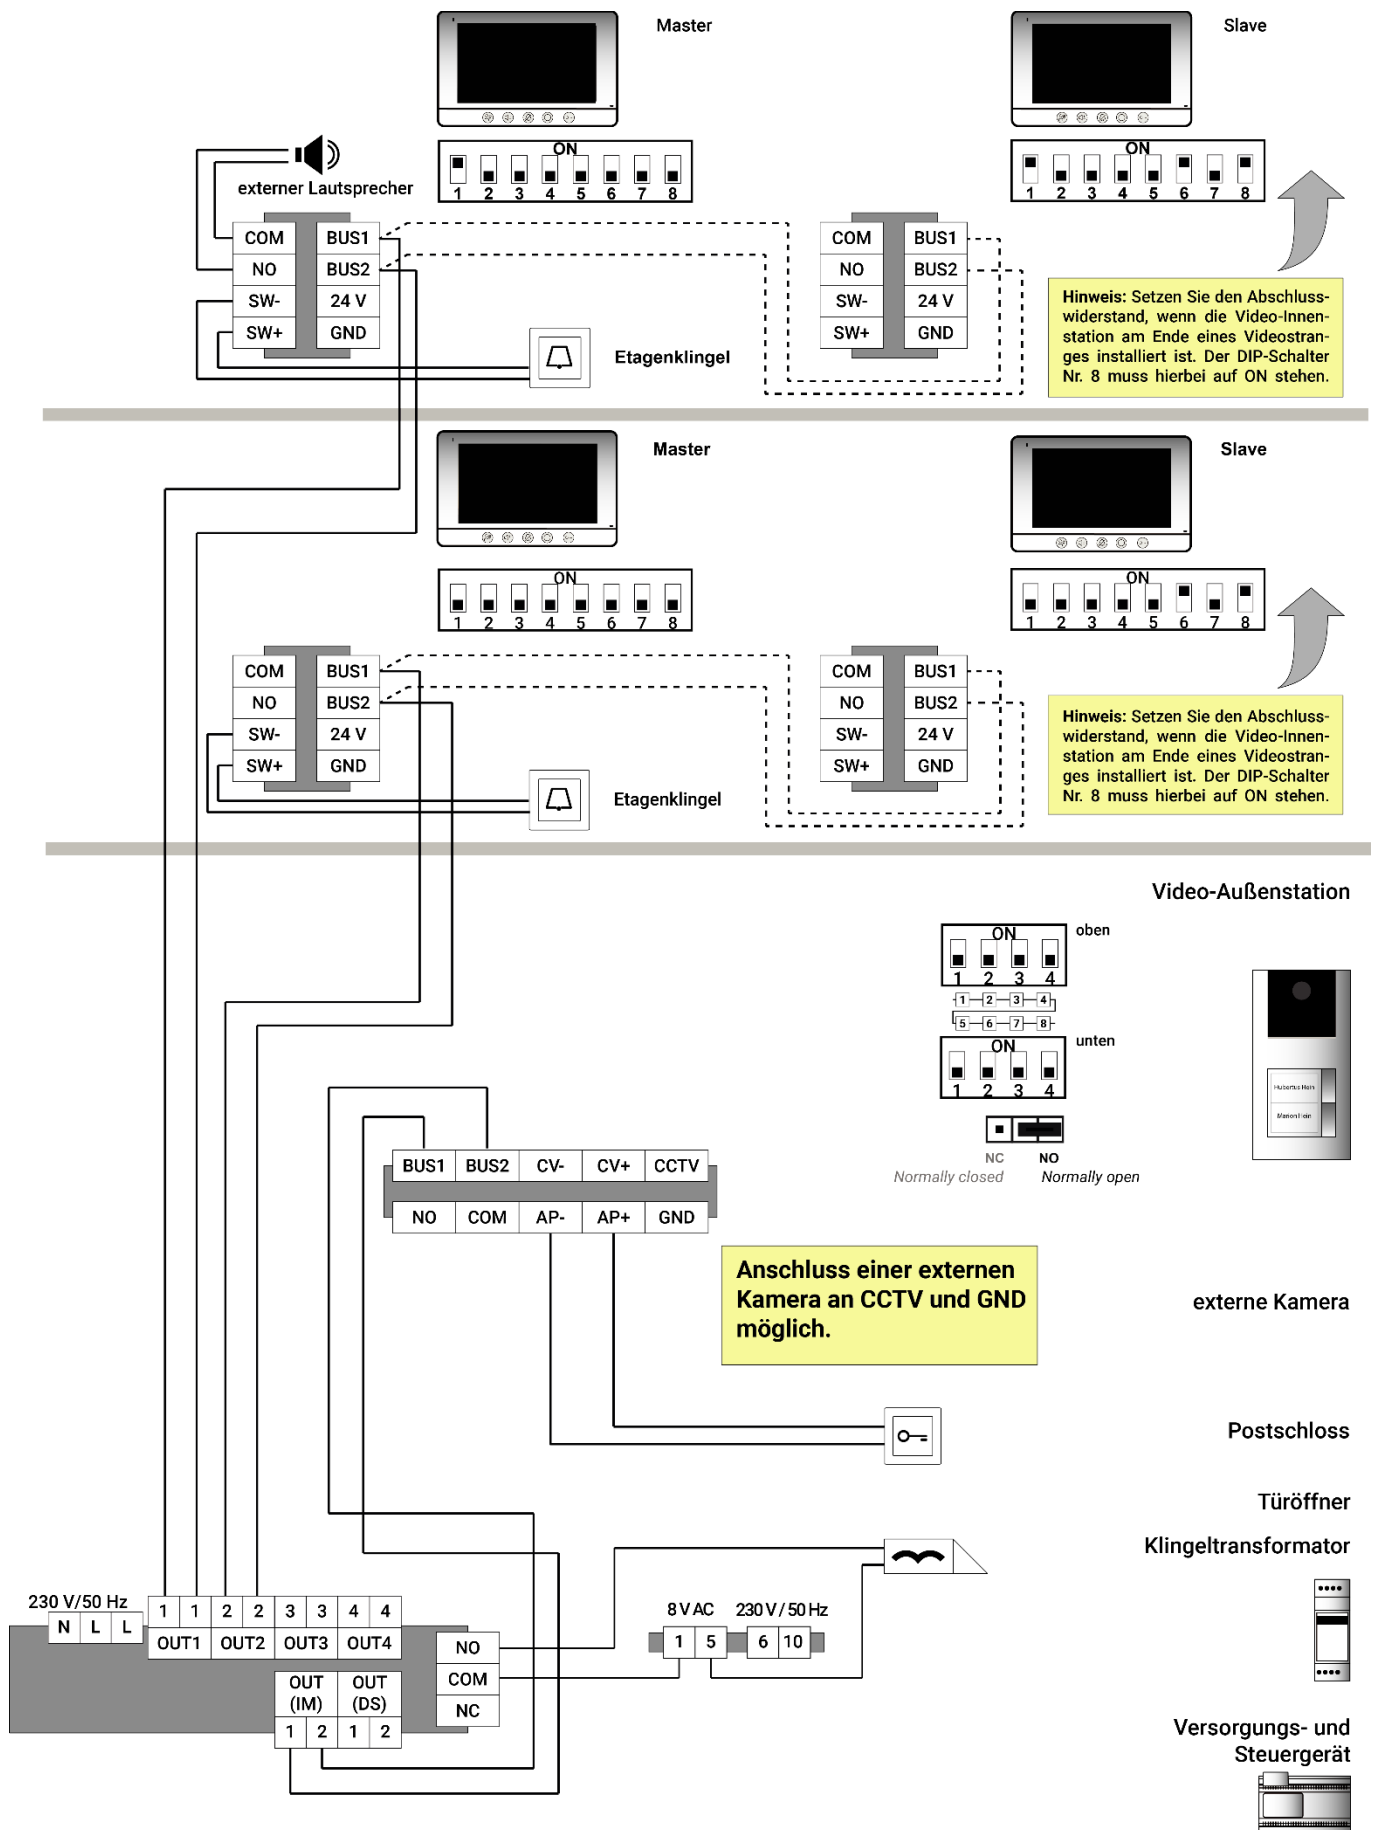 Master
Slave
ON
1 2 3 4 5 6 7 8
ON
1 2 3 4 5 6 7 8
externer Lautsprecher
COM BUS1
NO BUS2
SW- 24 V
SW+ GND
COM BUS1
NO BUS2
SW- 24 V
SW+ GND
Etagenklingel
Hinweis: Setzen Sie den Abschluss-
widerstand, wenn die Video-Innen-
station am Ende eines Videostran-
ges installiert ist. Der DIP-Schalter
Nr. 8 muss hierbei auf ON stehen.
Master
Slave
ON
1 2 3 4 5 6 7 8
ON
1 2 3 4 5 6 7 8
COM BUS1
NO BUS2
SW- 24 V
SW+ GND
COM BUS1
NO BUS2
SW- 24 V
SW+ GND
Etagenklingel
Hinweis: Setzen Sie den Abschluss-
widerstand, wenn die Video-Innen-
station am Ende eines Videostran-
ges installiert ist. Der DIP-Schalter
Nr. 8 muss hierbei auf ON stehen.
Video-Außenstation
oben
ON
1 2 3 4
1 2 3 4
5 6 7 8
unten
ON
1 2 3 4
Hubertus Hein
Marion Hein
NC NO
Normally closed Normally open
BUS1 BUS2 CV- CV+ CCTV
NO COM AP- AP+ GND
Anschluss einer externen
Kamera an CCTV und GND
möglich.
externe Kamera
Postschloss
Türöffner
Klingeltransformator
230 V/50 Hz
N L L
1 1 2 2 3 3 4 4
OUT1 OUT2 OUT3 OUT4
NO
COM
NC
OUT OUT
(IM) (DS)
1 2 1 2
8 V AC 230 V / 50 Hz
1 5 6 10
Versorgungs- und
Steuergerät